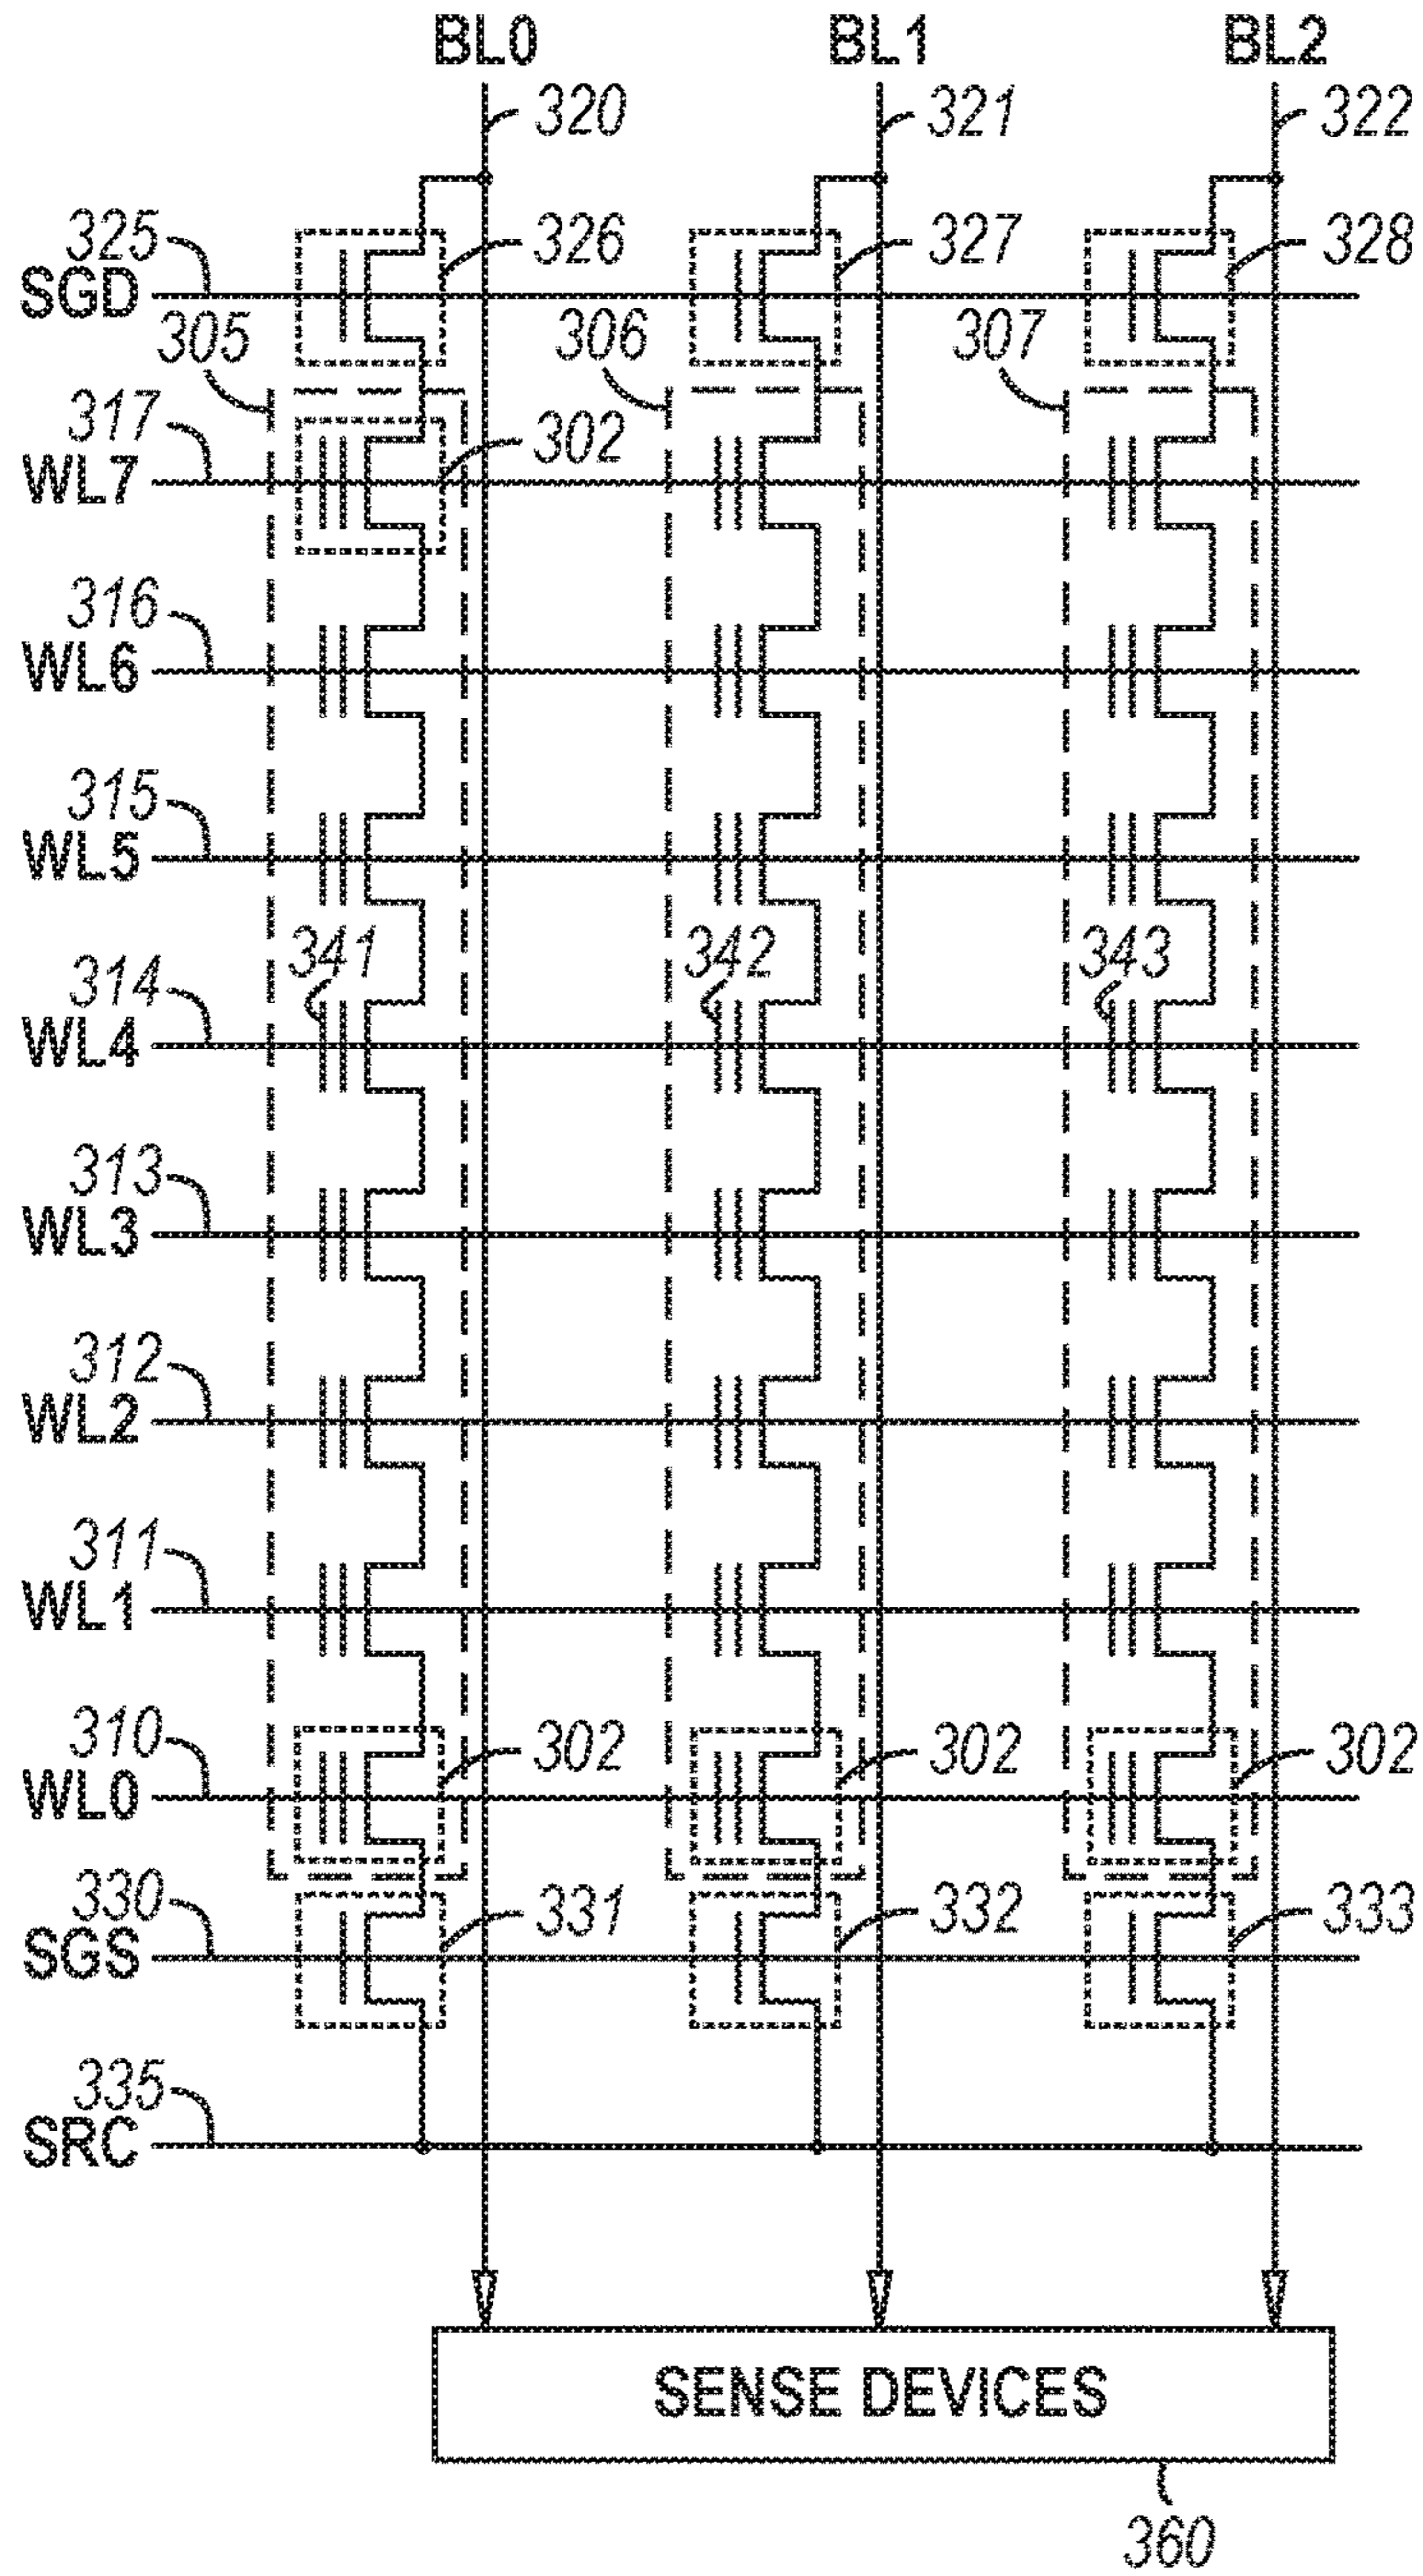 BL0 BL1 BL2
320 321 322
325 326 327 328
SGD
305 306 307
317 302
WL7
316
WL6
315
WL5
341 342 343
314
WL4
313
WL3
312
WL2
311
WL1
310 302 302 302
WL0
330 331 332 333
SGS
335
SRC
SENSE DEVICES
360